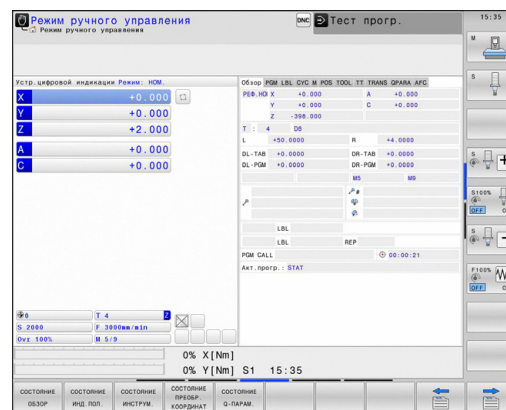 Режим ручного управления
Режим ручного управления
DNC
Тест прогр.
15:35
M
Устр.цифровой индикации Режим: НОМ.
X +0.000
Y +0.000
Z +2.000
A +0.000
C +0.000
Обзор PGM LBL CYC M POS TOOL TT TRANS QPARA AFC
РЕФ.НОІ X +0.000 A +0.000
Y +0.000 C +0.000
Z -398.000
T : 4 D6
L +50.0000 R +4.0000
DL-TAB +0.0000 DR-TAB +0.0000
DL-PGM +0.0000 DR-PGM +0.0000
M5 M9
#
LBL
LBL REP
PGM CALL 00:00:21
Акт.прогр.: STAT
0 T 4 Z
S 2000 F 3000mm/min
Ovr 100% M 5/9
0% X[Nm]
0% Y[Nm] S1 15:35
S
S +
S100%
OFF
S -
F100% W
OFF
СОСТОЯНИЕ ОБЗОР
СОСТОЯНИЕ ИНД. ПОЛ.
СОСТОЯНИЕ ИНСТРУМ.
СОСТОЯНИЕ ПРЕОБР. КООРДИНАТ
СОСТОЯНИЕ Q-ПАРАМ.